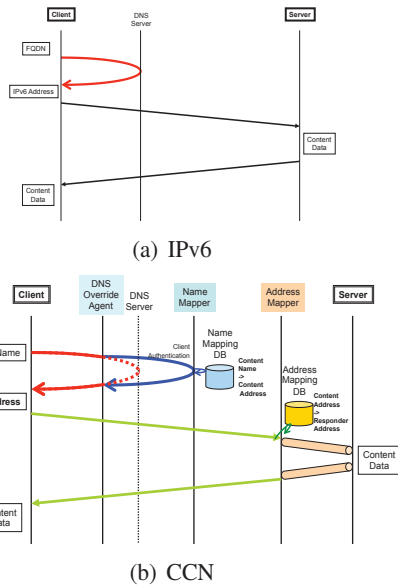 Client
DNS
Server
Server
FQDN
IPv6 Address
Content
Data
Content
Data
(a) IPv6
Client
DNS
Override
Agent
DNS
Server
Name
Mapper
Address
Mapper
Server
Name
Client
Authentication
Name
Mapping
DB
Content
Name
->
Content
Address
Address
Mapping
DB
Content
Address
->
Responder
Address
dress
Content
Data
ntent
ata
(b) CCN